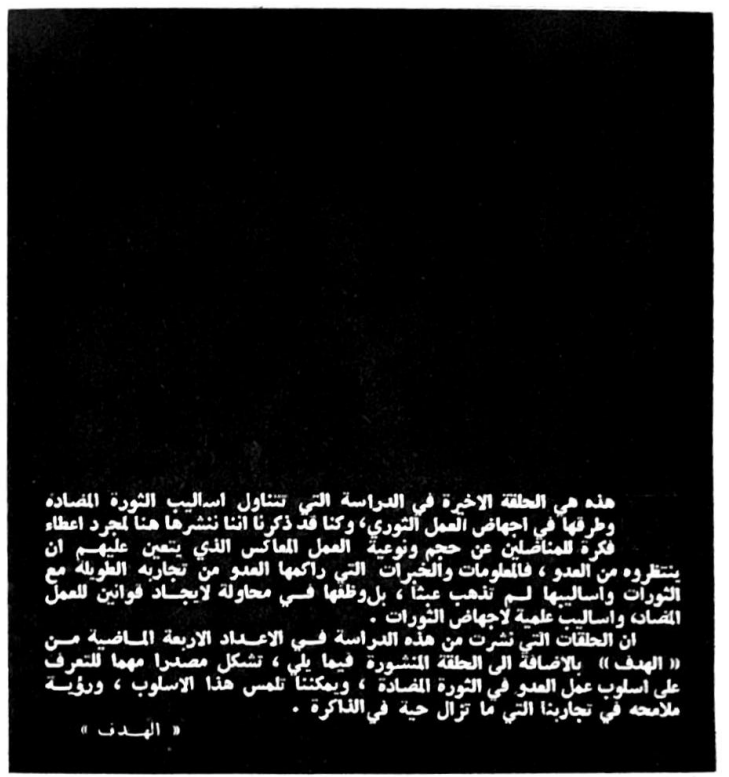 هذه هي الحلقة الاخيرة في الدراسة التي تتناول اساليب الثورة المضادة
وطرقها في اجهاض العمل الثوري، وكنا قد ذكرنا اننا ننشرها هنا لمجرد اعطاء
فكرة للمناضلين عن حجم ونوعية العمل المعاكس الذي يتعين عليهم ان
ينتظروه من العدو ، فالمعلومات والخبرات التي راكمها العدو من تجاربه الطويلة مع
الثورات واساليبها لم تذهب عبثا ، بل وظفها في محاولة لايجاد قوانين للعمل
المضاد، واساليب علمية لاجهاض الثورات .
ان الحلقات التي نشرت من هذه الدراسة في الاعداد الاربعة الماضية من
« الهدف » بالاضافة الى الحلقة المنشورة فيما يلي ، تشكل مصدرا مهما للتعرف
على اسلوب عمل العدو في الثورة المضادة ، ويمكننا تلمس هذا الاسلوب ، ورؤية
ملامحه في تجاربنا التي ما تزال حية في الذاكرة .
« الهدف »